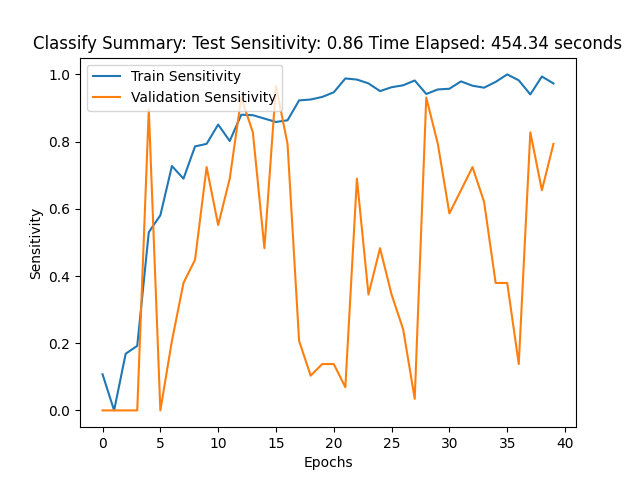 Classify Summary: Test Sensitivity: 0.86 Time Elapsed: 454.34 seconds
Train Sensitivity
Validation Sensitivity
1.0
0.8
0.6
0.4
0.2
0.0
Sensitivity
0 5 10 15 20 25 30 35 40
Epochs